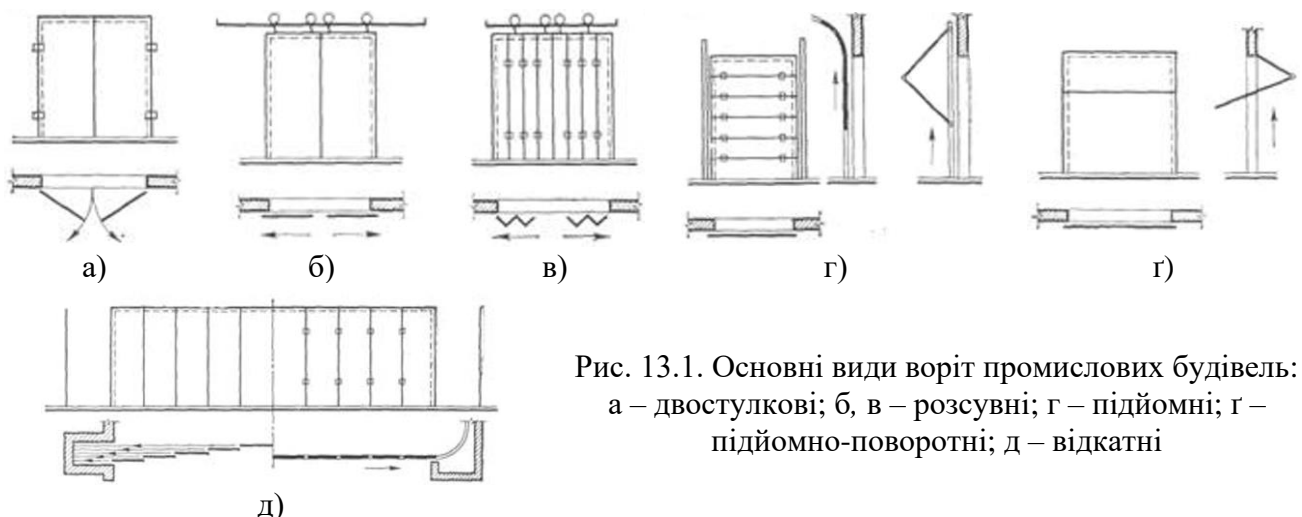 а)
б)
в)
г)
ґ)
д)
Рис. 13.1. Основні види воріт промислових будівель:
а – двостулкові; б, в – розсувні; г – підйомні; ґ –
підйомно-поворотні; д – відкатні